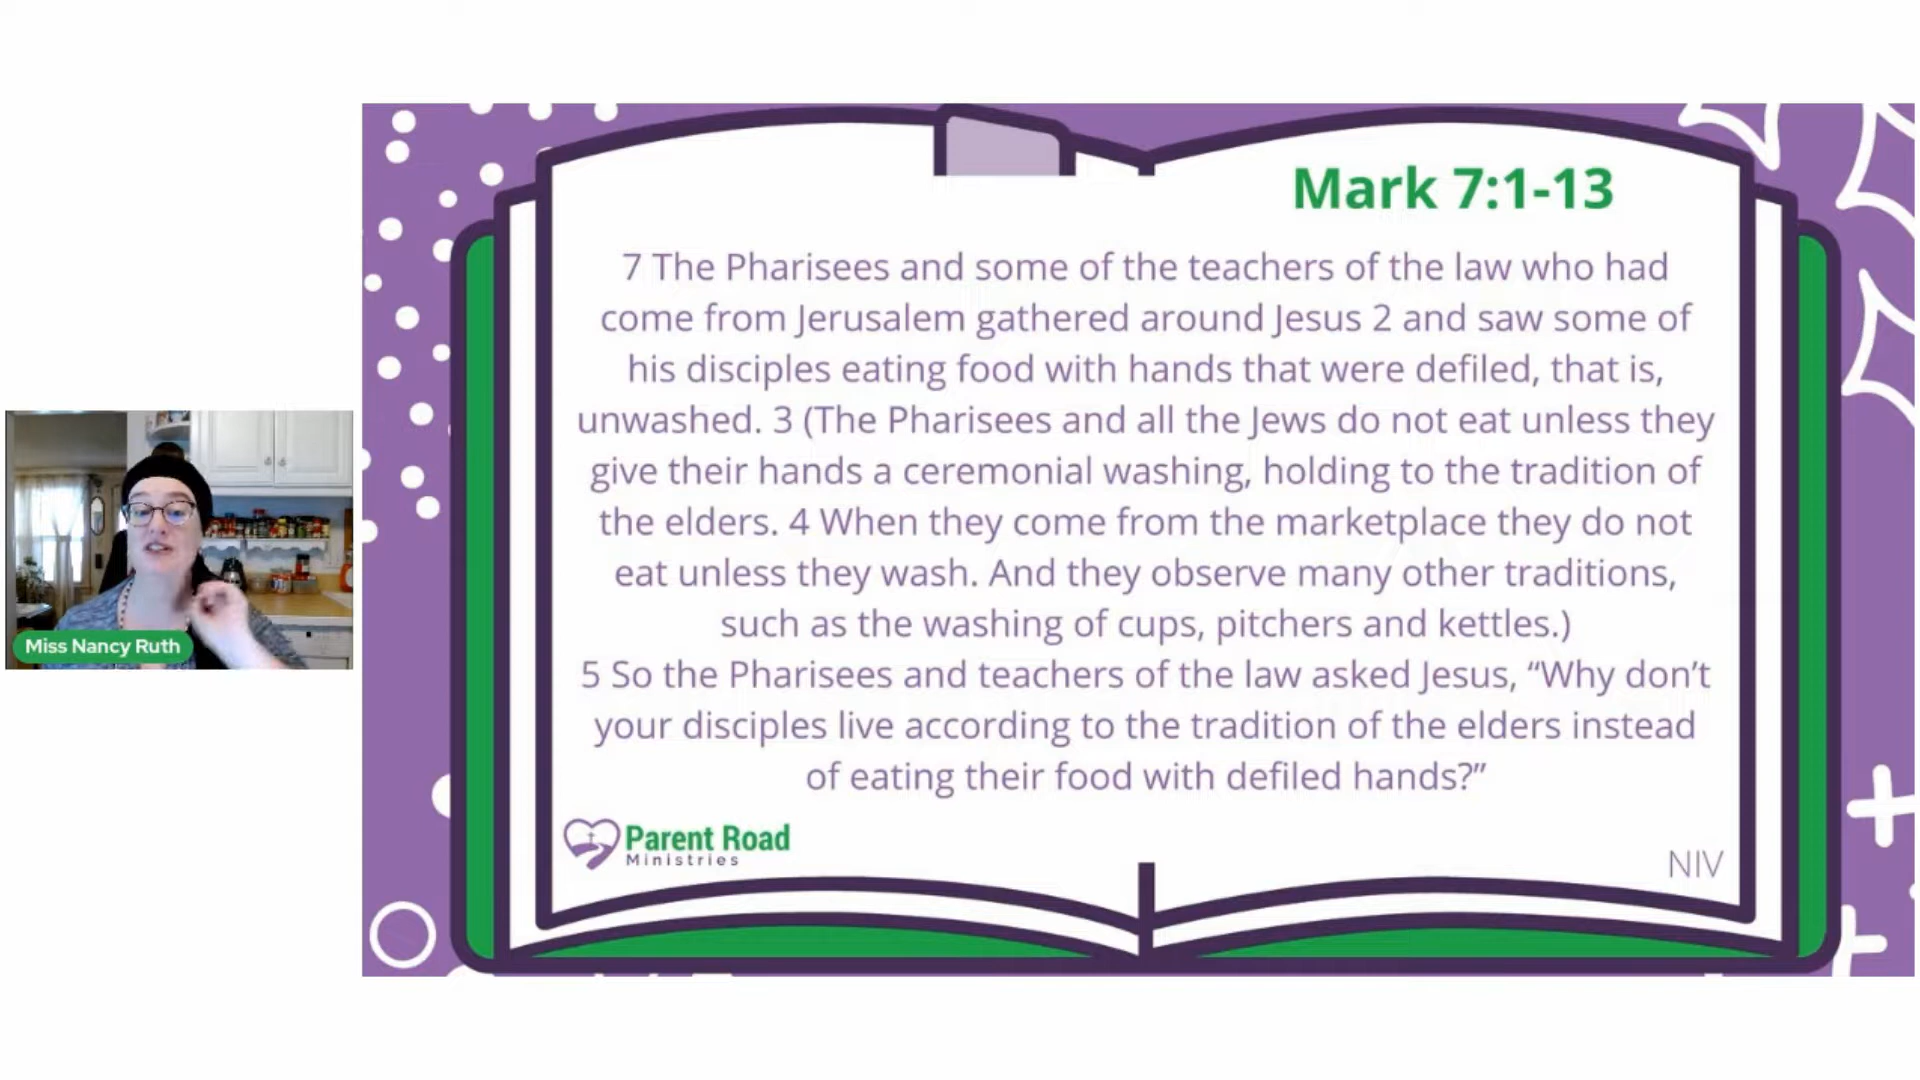 Mark 7:1-13
7 The Pharisees and some of the teachers of the law who had
come from Jerusalem gathered around Jesus 2 and saw some of
his disciples eating food with hands that were defiled, that is,
unwashed. 3 (The Pharisees and all the Jews do not eat unless they
give their hands a ceremonial washing, holding to the tradition of
the elders. 4 When they come from the marketplace they do not
eat unless they wash. And they observe many other traditions,
such as the washing of cups, pitchers and kettles.)
5 So the Pharisees and teachers of the law asked Jesus, “Why don’t
your disciples live according to the tradition of the elders instead
of eating their food with defiled hands?”
Parent Road
Ministries
NIV
Miss Nancy Ruth